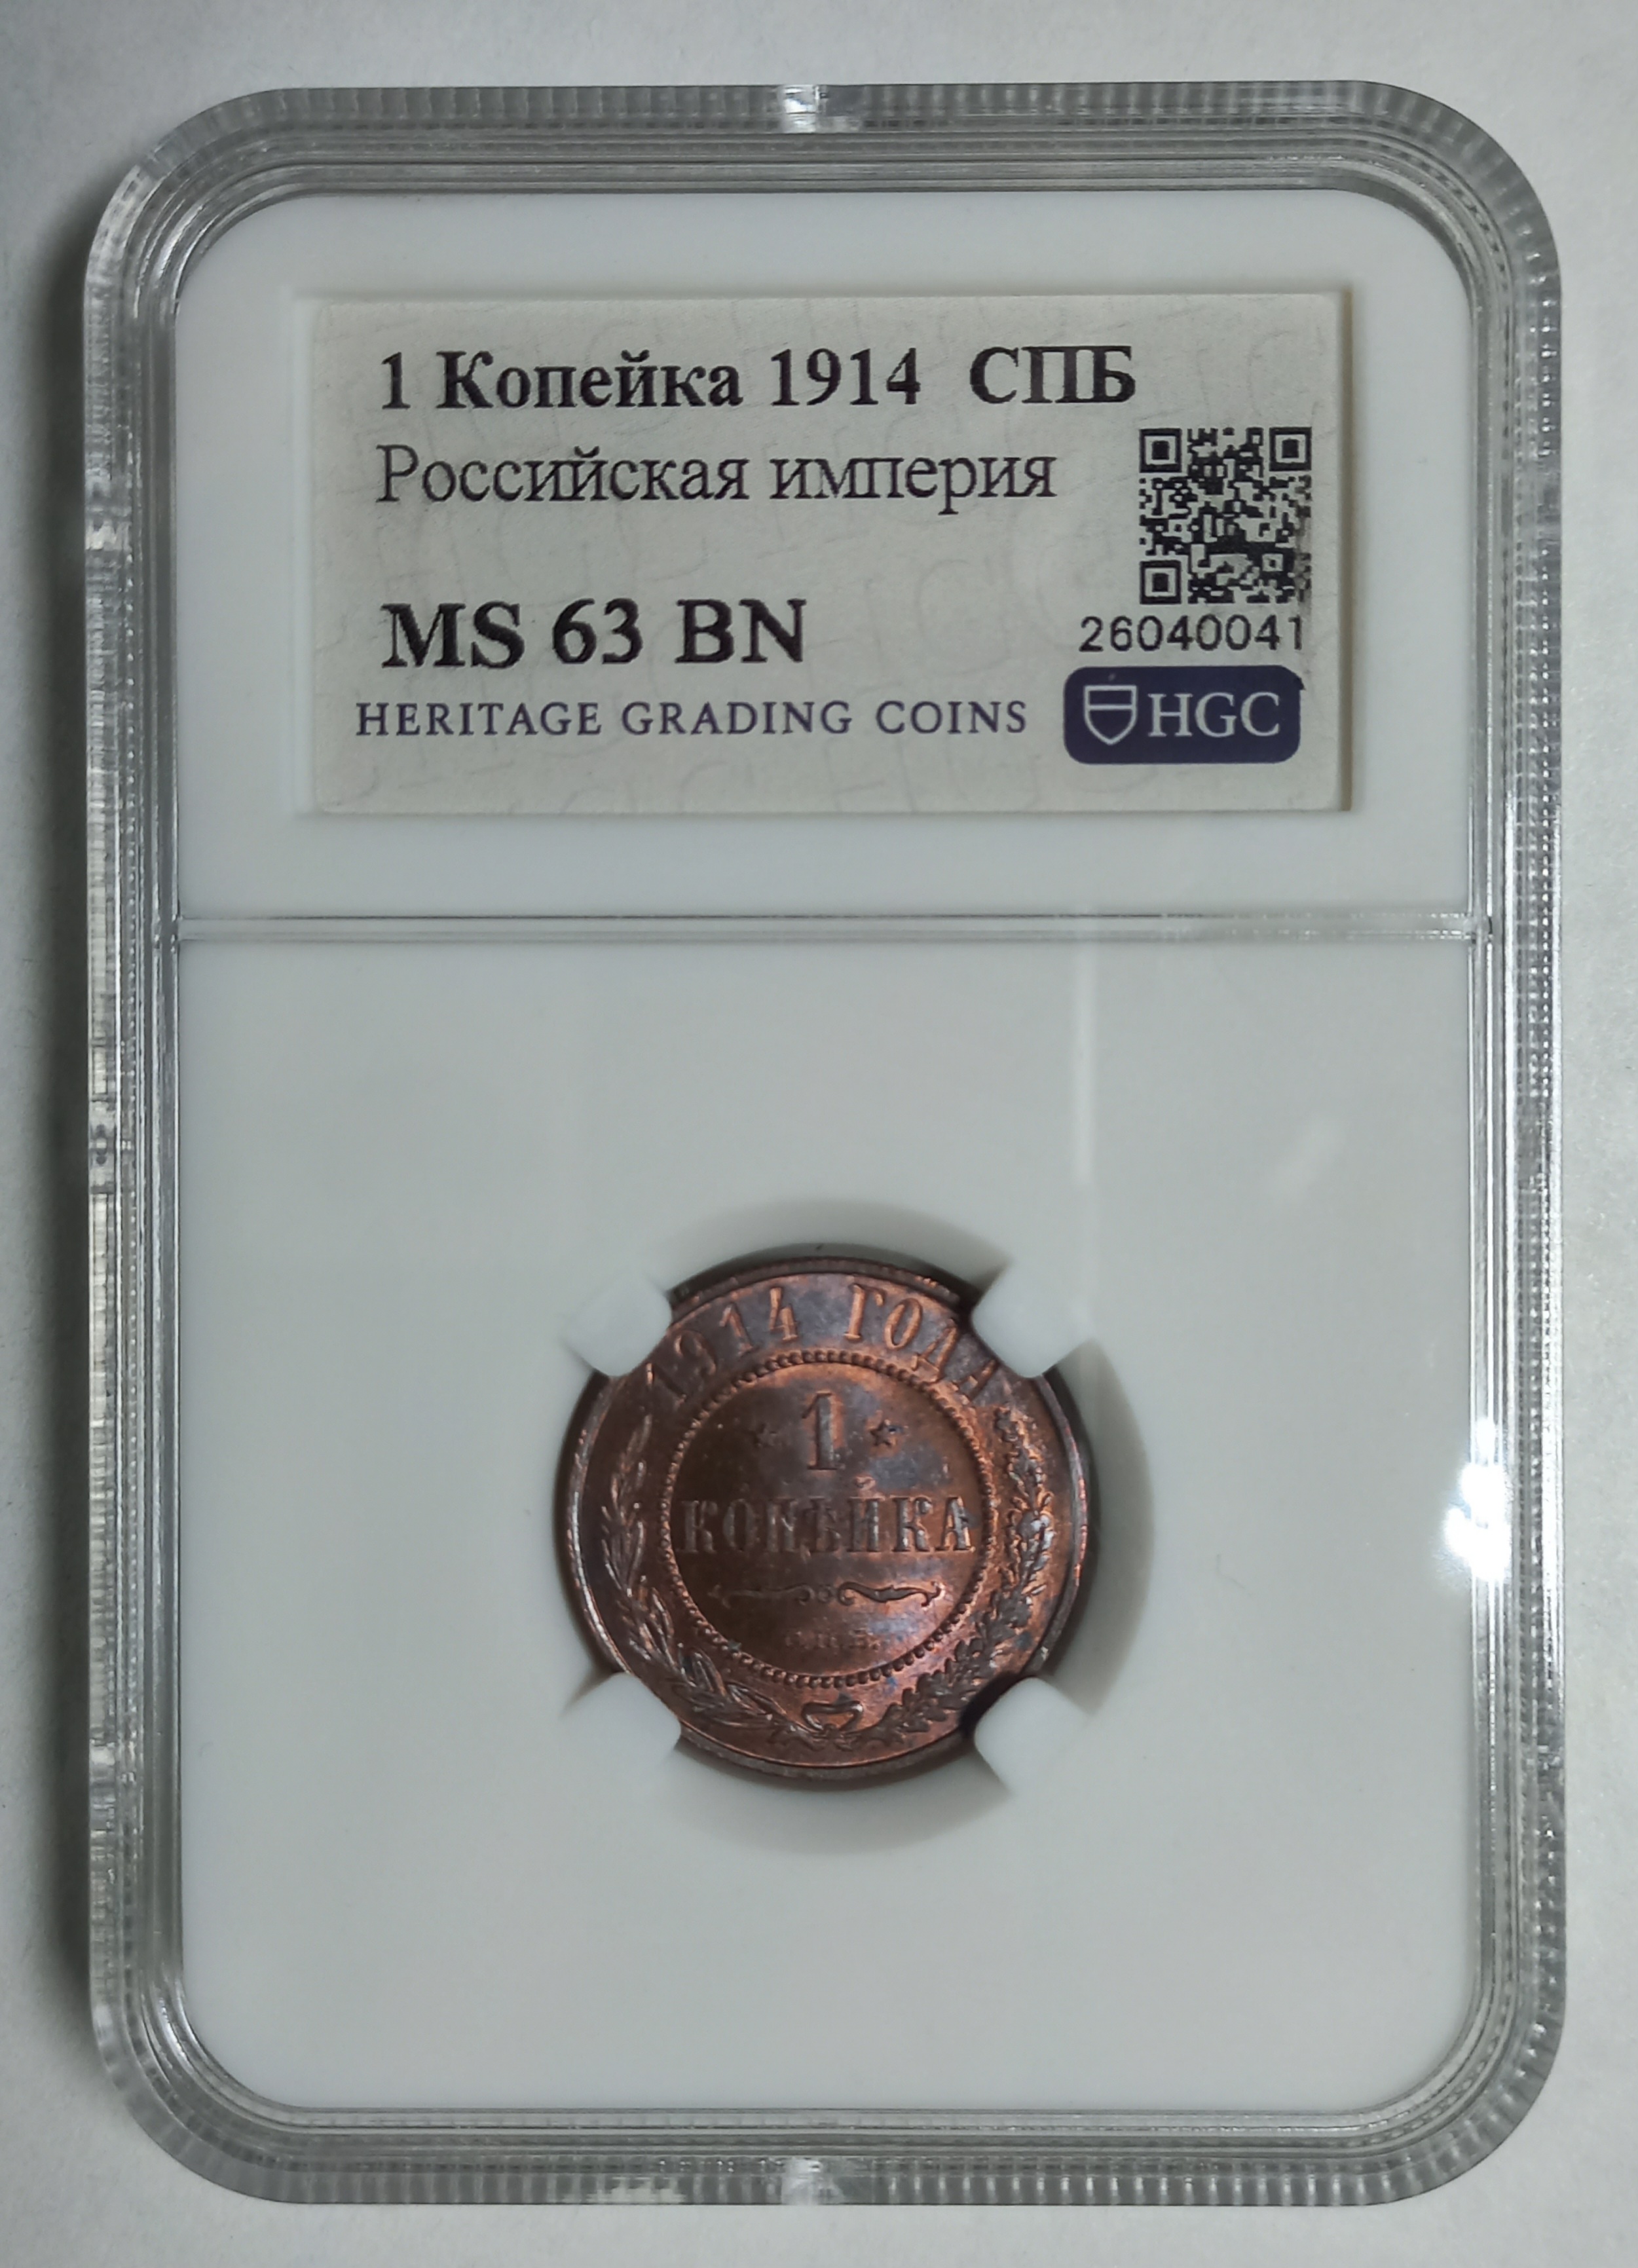 1 Копейка 1914 СПБ
Российская империя
MS 63 BN
26040041
HERITAGE GRADING COINS
HGC
1914 ГОДА
1
КОПѢЙКА
С.П.Б.